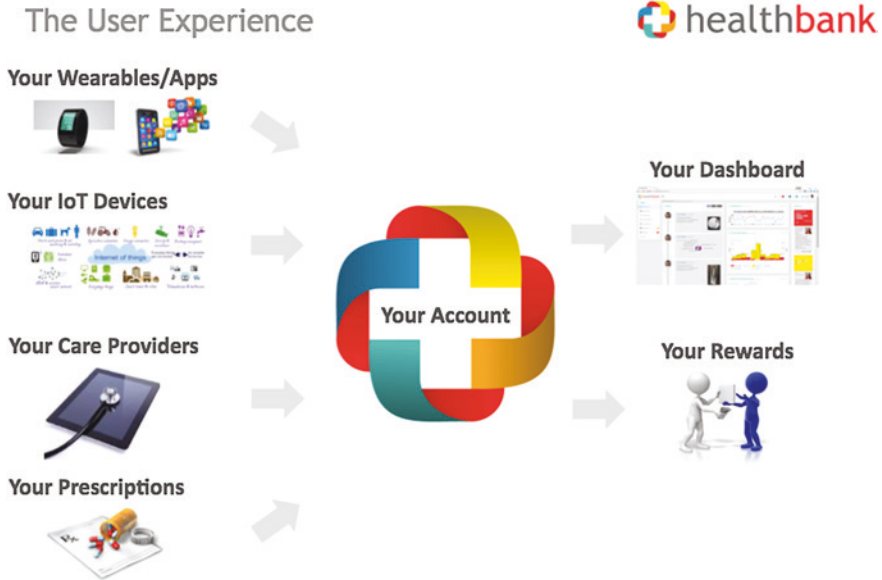 The User Experience
healthbank
Your Wearables/Apps
Your IoT Devices
Internet of things
Your Care Providers
Your Prescriptions
Rx
Your Account
Your Dashboard
Your Rewards